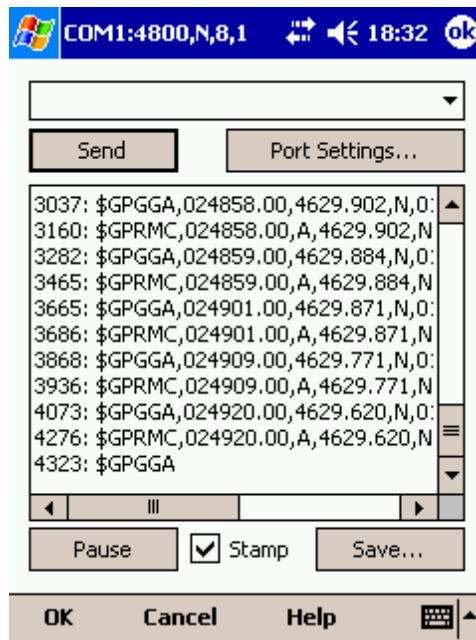 COM1:4800,N,8,1 18:32 ok
Send Port Settings...
3037: $GPGGA,024858.00,4629.902,N,0
3160: $GPRMC,024858.00,A,4629.902,N
3282: $GPGGA,024859.00,4629.884,N,0
3465: $GPRMC,024859.00,A,4629.884,N
3665: $GPGGA,024901.00,4629.871,N,0
3686: $GPRMC,024901.00,A,4629.871,N
3868: $GPGGA,024909.00,4629.771,N,0
3936: $GPRMC,024909.00,A,4629.771,N
4073: $GPGGA,024920.00,4629.620,N,0
4276: $GPRMC,024920.00,A,4629.620,N
4323: $GPGGA
Pause Stamp Save...
OK Cancel Help